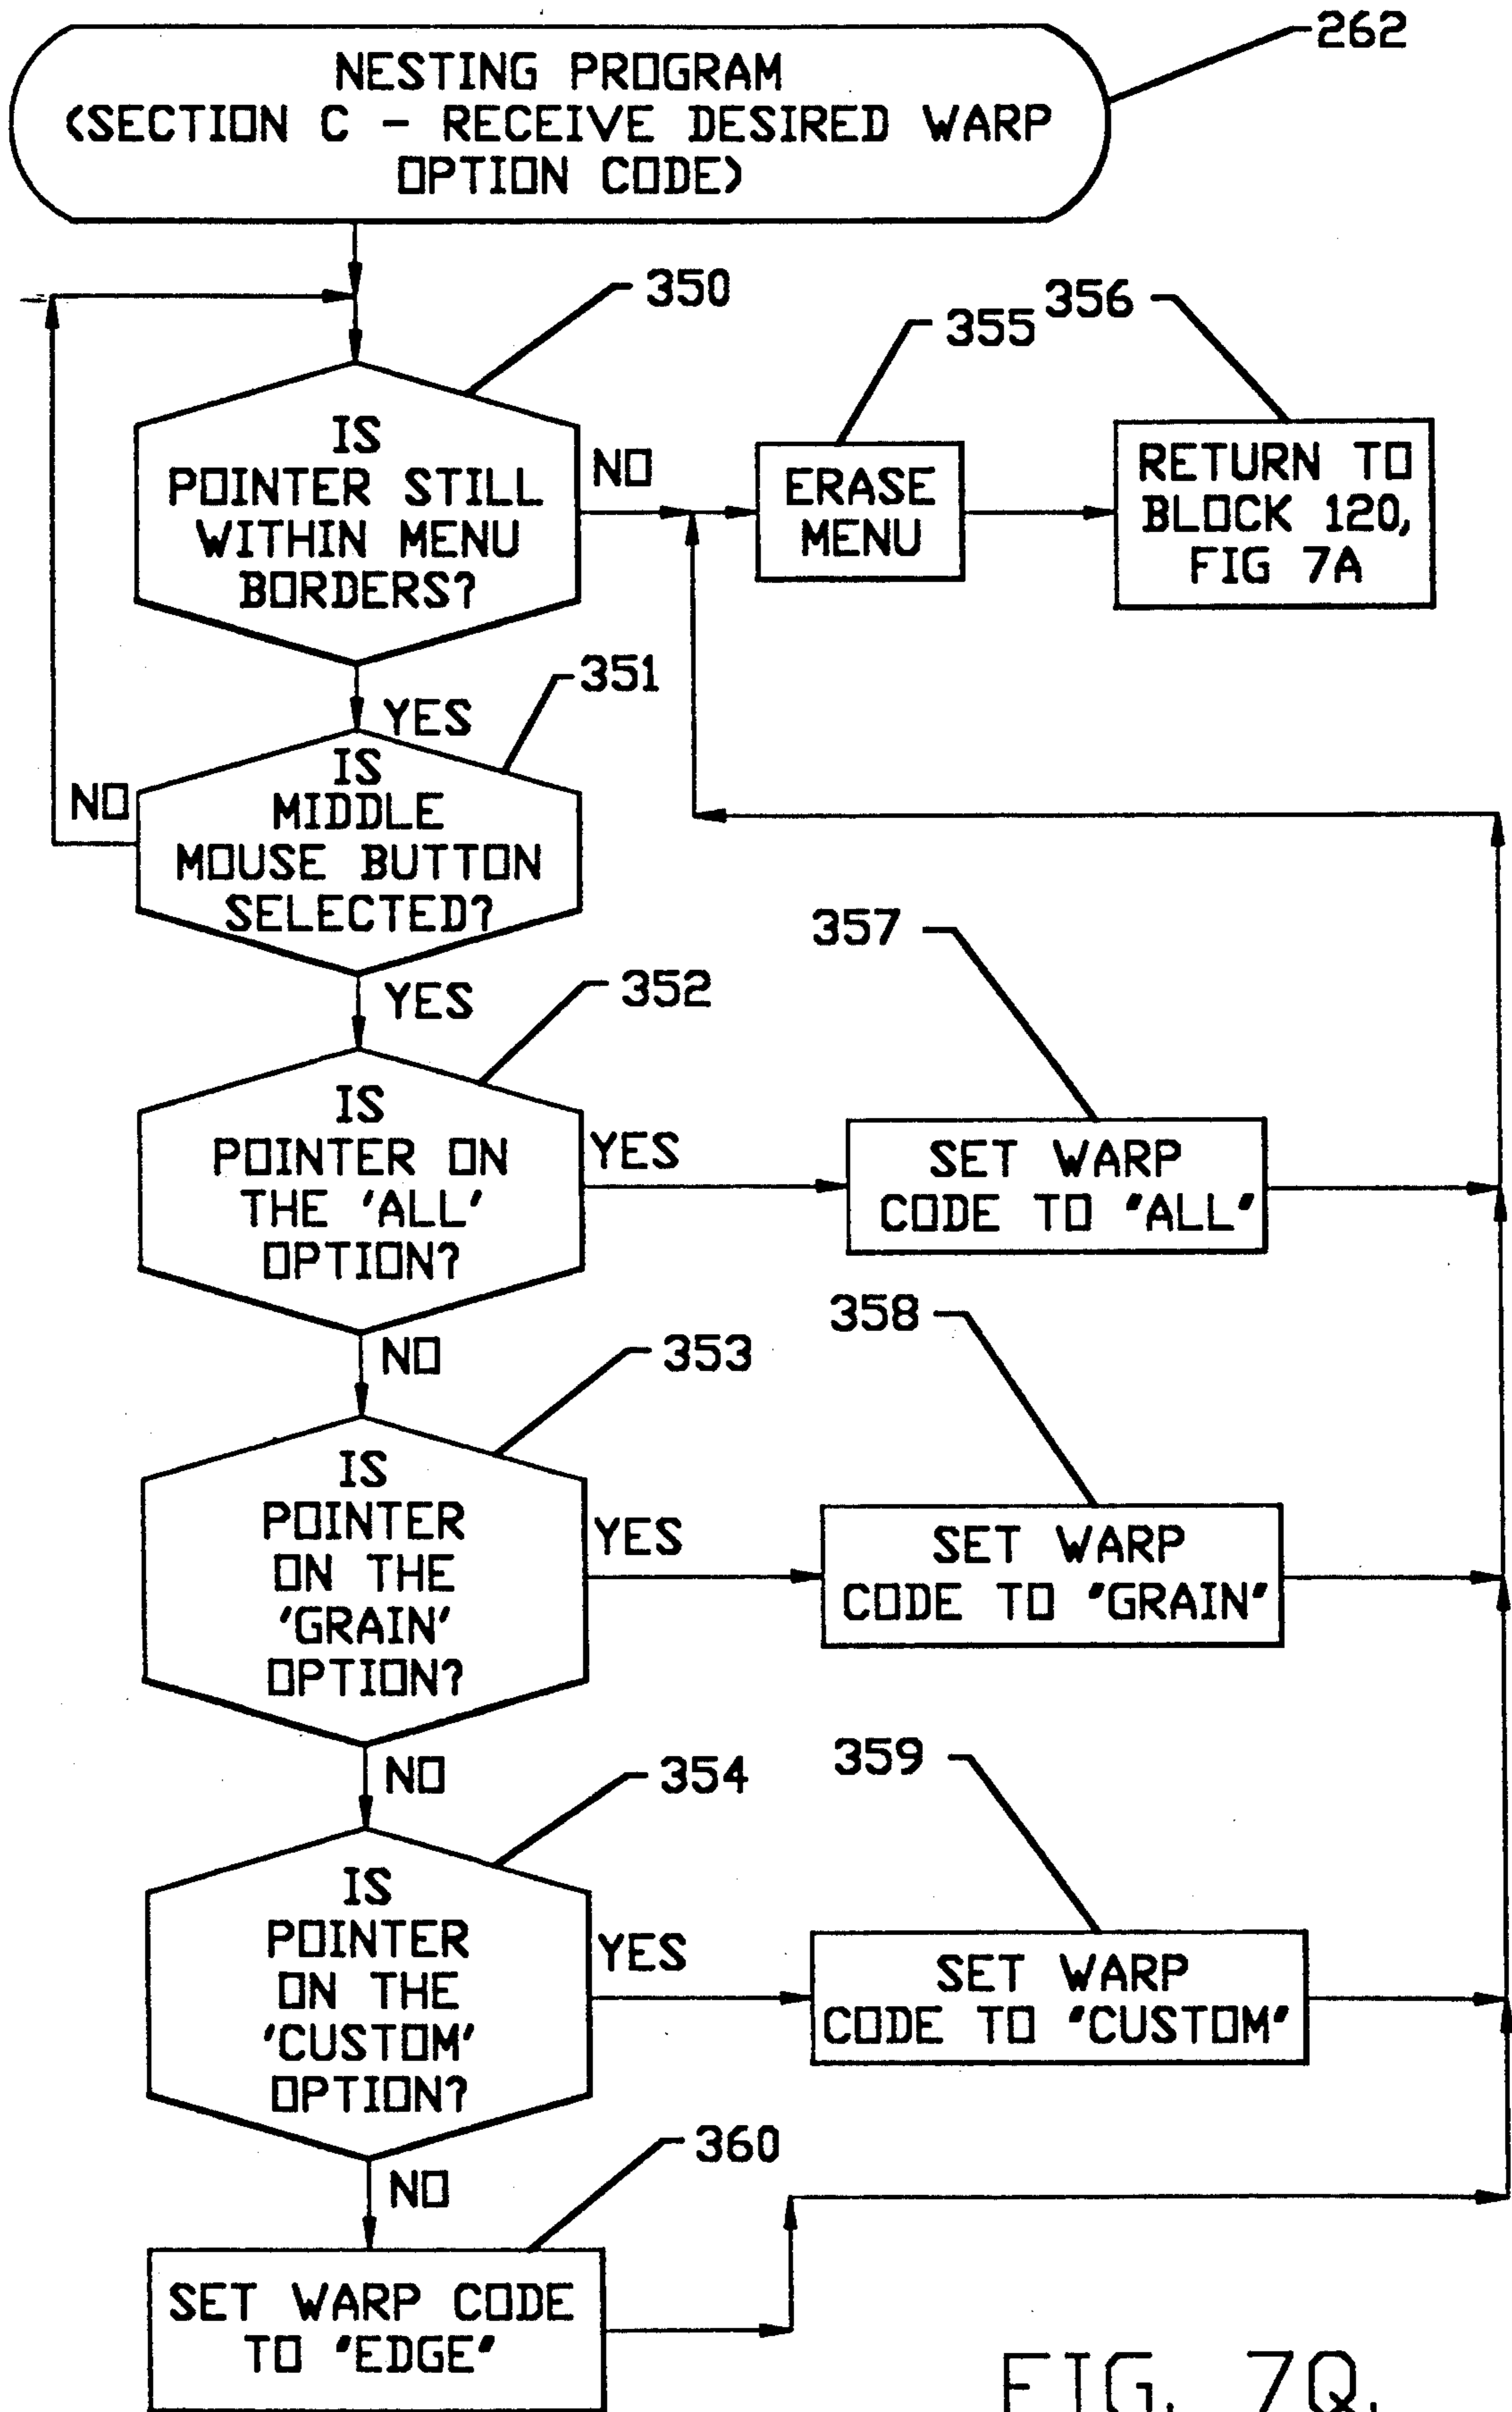 262
NESTING PROGRAM
(SECTION C - RECEIVE DESIRED WARP
OPTION CODE)
350
IS
POINTER STILL
WITHIN MENU
BORDERS?
NO
355
ERASE
MENU
356
RETURN TO
BLOCK 120,
FIG 7A
YES
351
IS
MIDDLE
MOUSE BUTTON
SELECTED?
NO
YES
352
IS
POINTER ON
THE 'ALL'
OPTION?
YES
357
SET WARP
CODE TO "ALL"
NO
353
IS
POINTER
ON THE
'GRAIN'
OPTION?
YES
358
SET WARP
CODE TO "GRAIN"
NO
354
IS
POINTER
ON THE
'CUSTOM'
OPTION?
YES
359
SET WARP
CODE TO "CUSTOM"
NO
360
SET WARP CODE
TO "EDGE"
FIG. 7Q.